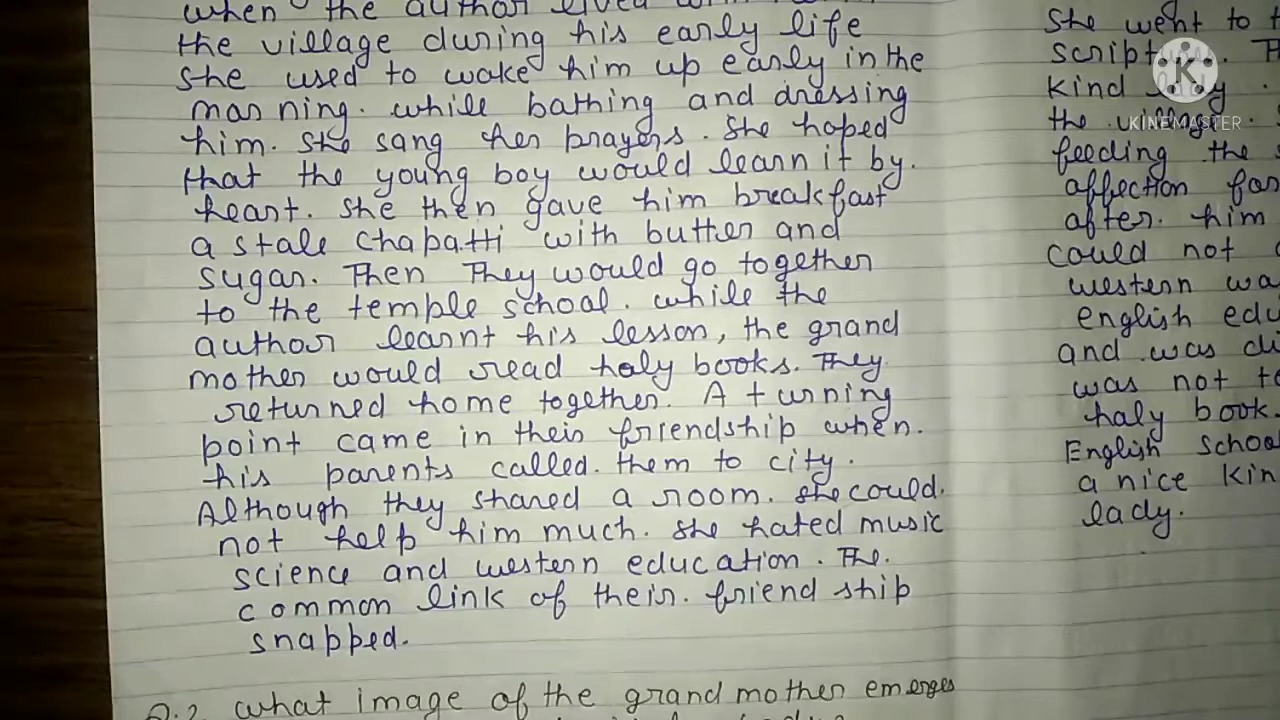 when the author lived
the village during his early life
she used to wake him up early in the
morning. while bathing and dressing
him. she sang her prayers. she hoped
that the young boy would learn it by.
heart. she then gave him breakfast
a stale chapatti with butter and
sugar. Then They would go together
to the temple school. while the
author learnt his lesson, the grand
mother would read holy books. They
returned home together. A turning
point came in their friendship when.
his parents called. them to city.
Although they shared a room. she could.
not help him much. she hated music
science and western education. The.
common link of their. friend ship
snapped.
Q.2 what image of the grand mother emerges
She went to
script
kind lady.
the village.
feeding the
affection for
after. him
could not
western
english
and was
was not
holy book.
English
a nice
lady.
K
KINEMASTER